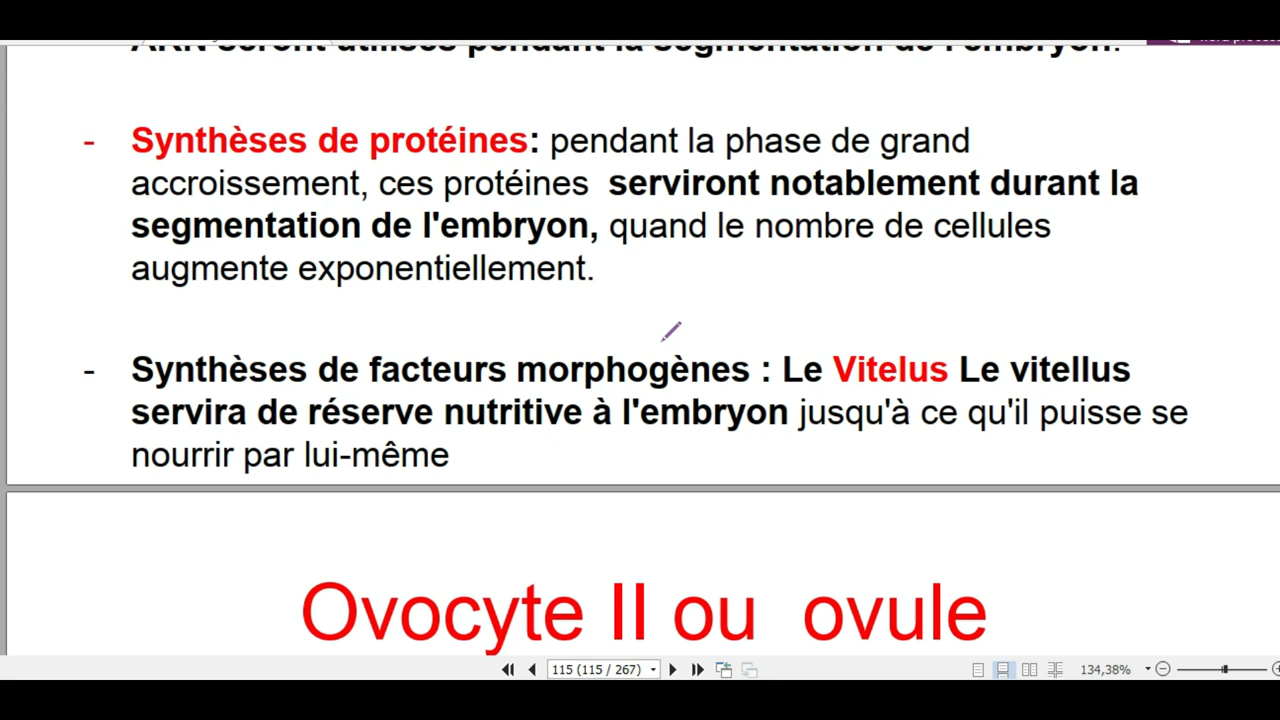 ARN seront utilisés pendant la segmentation de l'embryon.
- Synthèses de protéines: pendant la phase de grand
accroissement, ces protéines serviront notablement durant la
segmentation de l'embryon, quand le nombre de cellules
augmente exponentiellement.
- Synthèses de facteurs morphogènes : Le Vitelus Le vitellus
servira de réserve nutritive à l'embryon jusqu'à ce qu'il puisse se
nourrir par lui-même
Ovocyte II ou ovule
115 (115 / 267)
134,38%